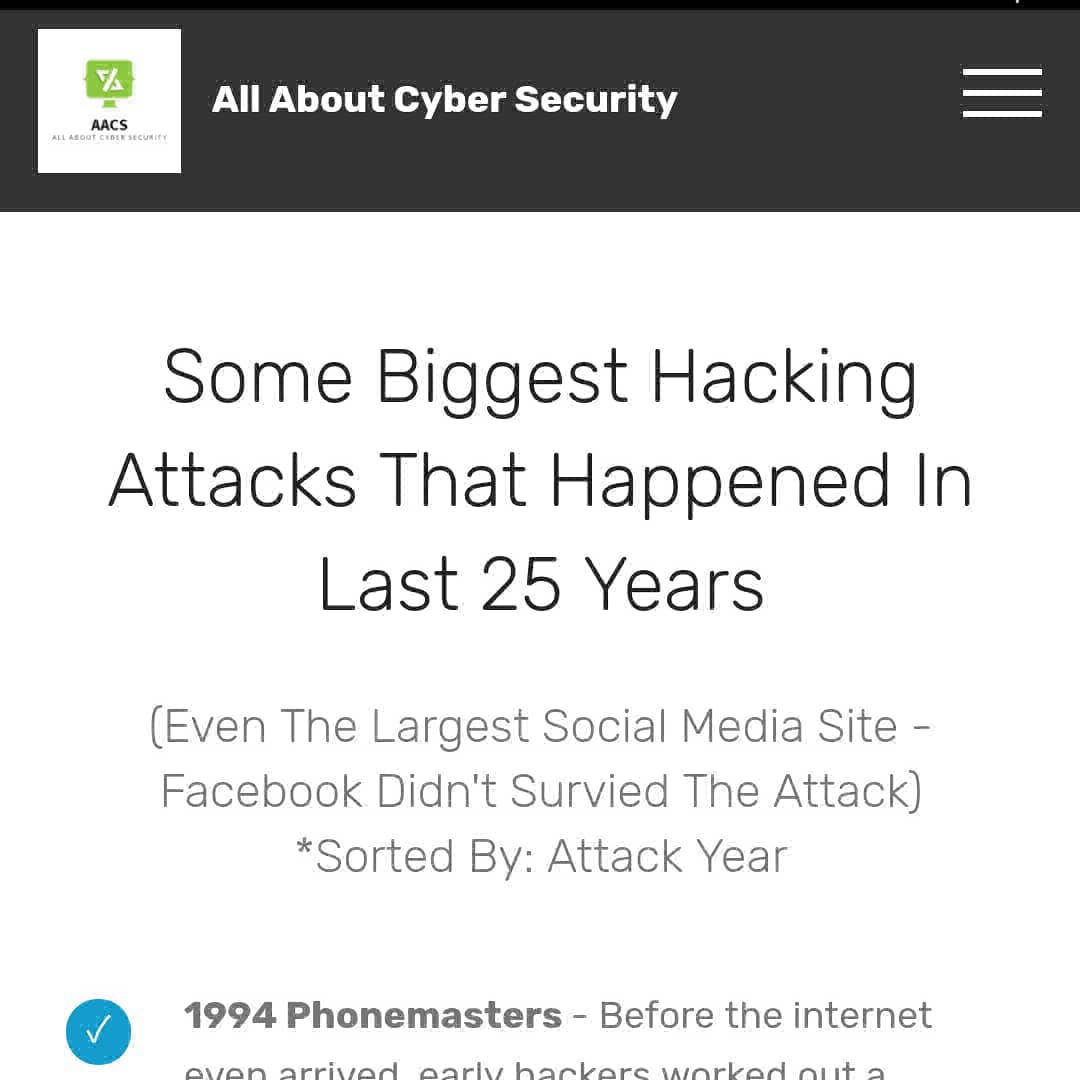 AACS
ALL ABOUT CYBER SECURITY
All About Cyber Security
Some Biggest Hacking
Attacks That Happened In
Last 25 Years
(Even The Largest Social Media Site -
Facebook Didn't Survied The Attack)
*Sorted By: Attack Year
1994 Phonemasters - Before the internet
even arrived, early hackers worked out a